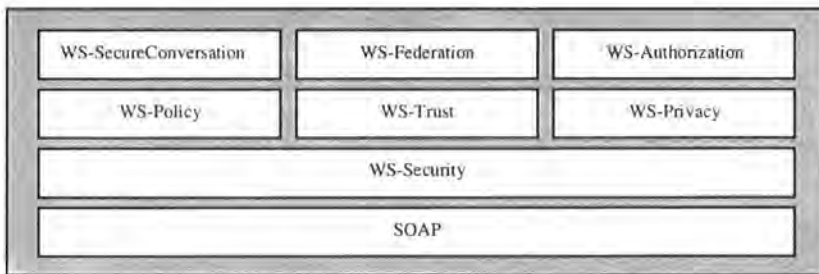 WS-SecureConversation WS-Federation WS-Authorization
WS-Policy WS-Trust WS-Privacy
WS-Security
SOAP